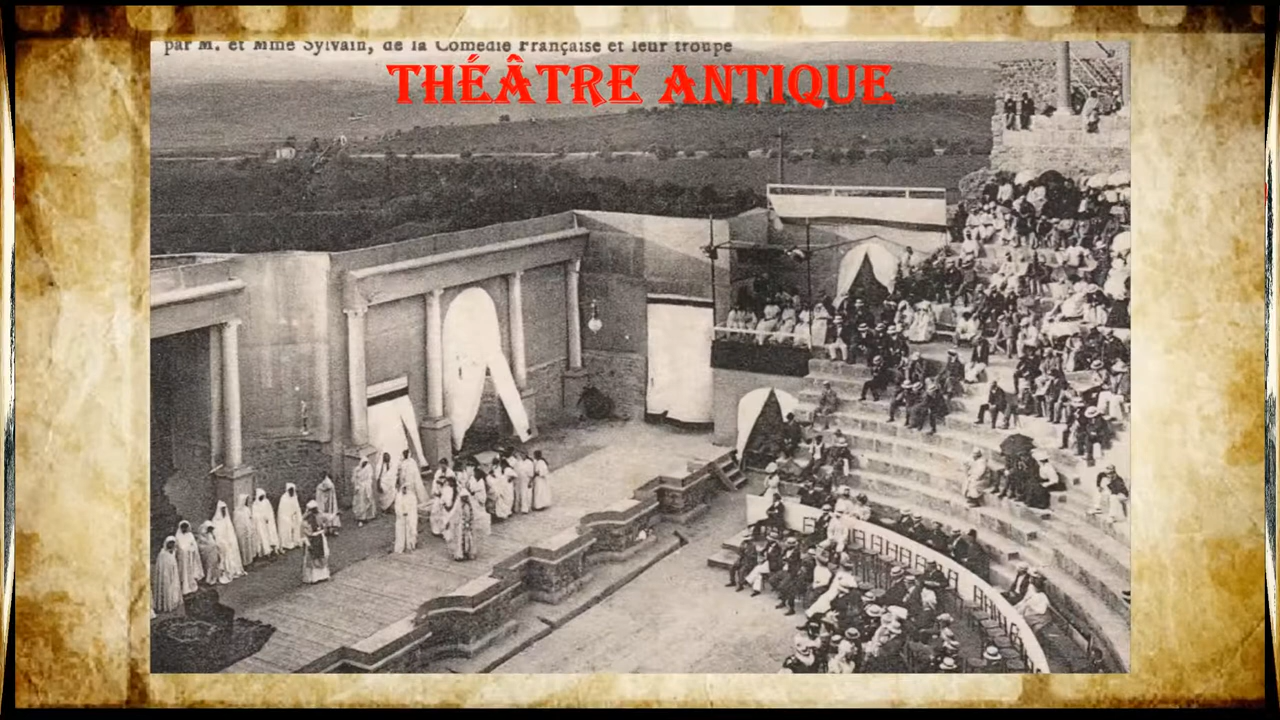 par M. et Mme Sylvain, de la Comédie Française et leur troupe
THÉÂTRE ANTIQUE